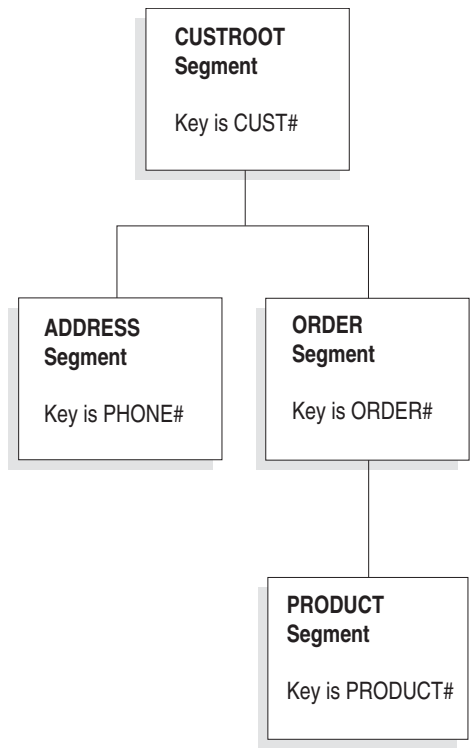 CUSTROOT
Segment
Key is CUST#
ADDRESS
Segment
Key is PHONE#
ORDER
Segment
Key is ORDER#
PRODUCT
Segment
Key is PRODUCT#